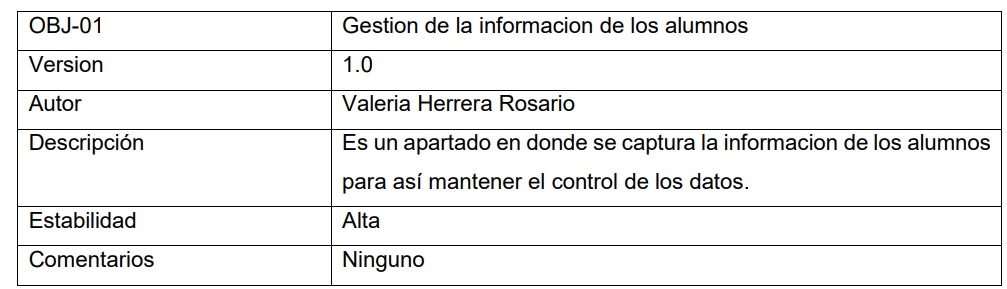 OBJ-01 Gestion de la informacion de los alumnos
Version 1.0
Autor Valeria Herrera Rosario
Descripción Es un apartado en donde se captura la informacion de los alumnos
para así mantener el control de los datos.
Estabilidad Alta
Comentarios Ninguno